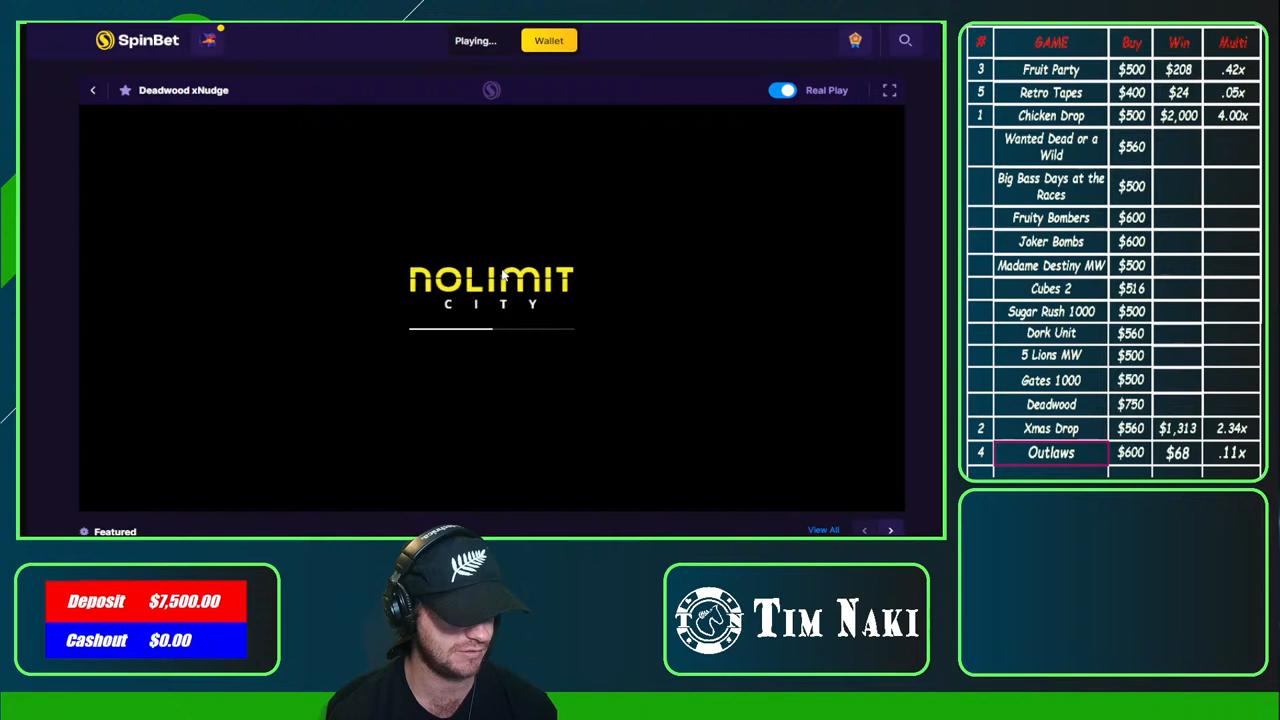 SpinBet
Playing...
Wallet
Deadwood xNudge
Real Play
NOLIMIT
CITY
Featured
View All
# GAME Buy Win Multi
3 Fruit Party $500 $208 .42x
5 Retro Tapes $400 $24 .05x
1 Chicken Drop $500 $2,000 4.00x
Wanted Dead or a
Wild $560
Big Bass Days at the
Races $500
Fruity Bombers $600
Joker Bombs $600
Madame Destiny MW $500
Cubes 2 $516
Sugar Rush 1000 $500
Dork Unit $560
5 Lions MW $500
Gates 1000 $500
Deadwood $750
2 Xmas Drop $560 $1,313 2.34x
4 Outlaws $600 $68 .11x
Deposit $7,500.00
Cashout $0.00
T N
TIM NAKI